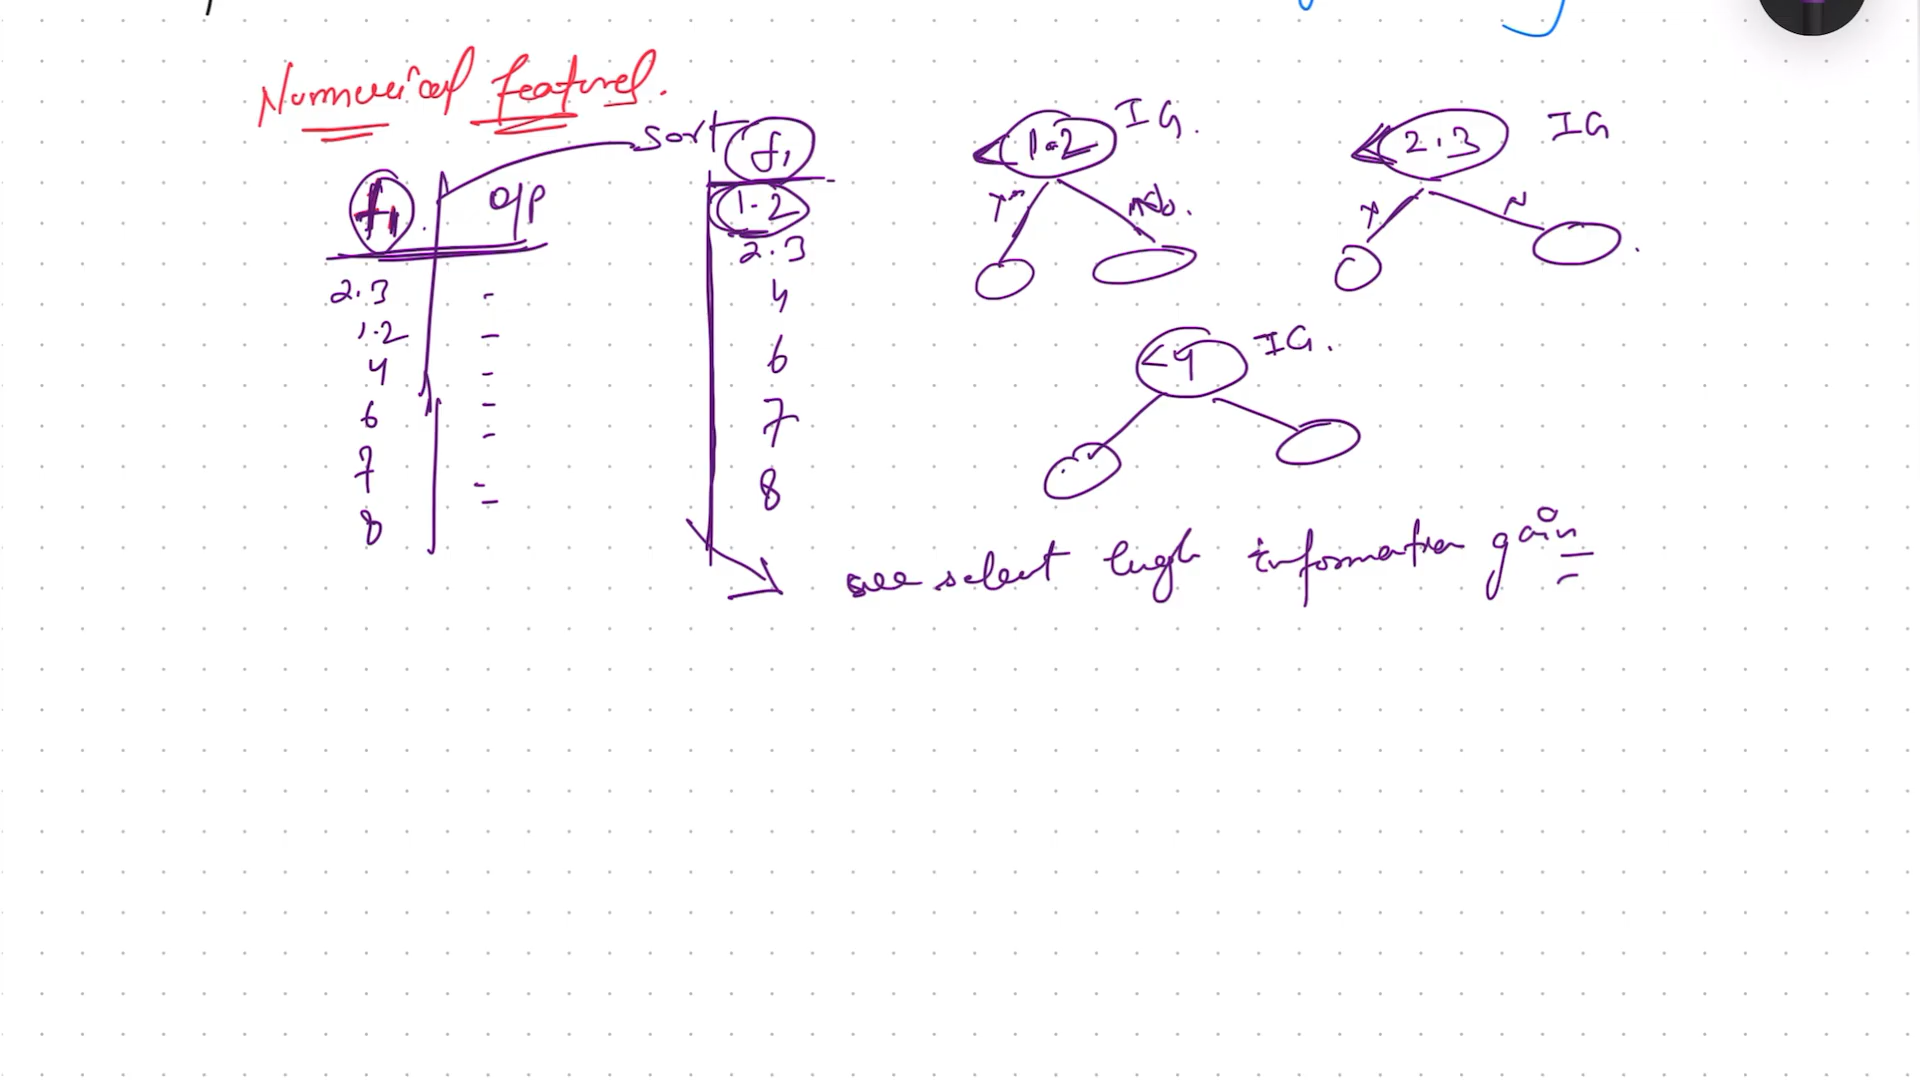 Numerical features.
sort
f1 o/p
2.3 -
1.2 -
4 -
6 -
7 -
8 -
f1
1.2
2.3
4
6
7
8
1.2 IG.
Y No.
2.3 IG
Y N
<4 IG.
select high information gain